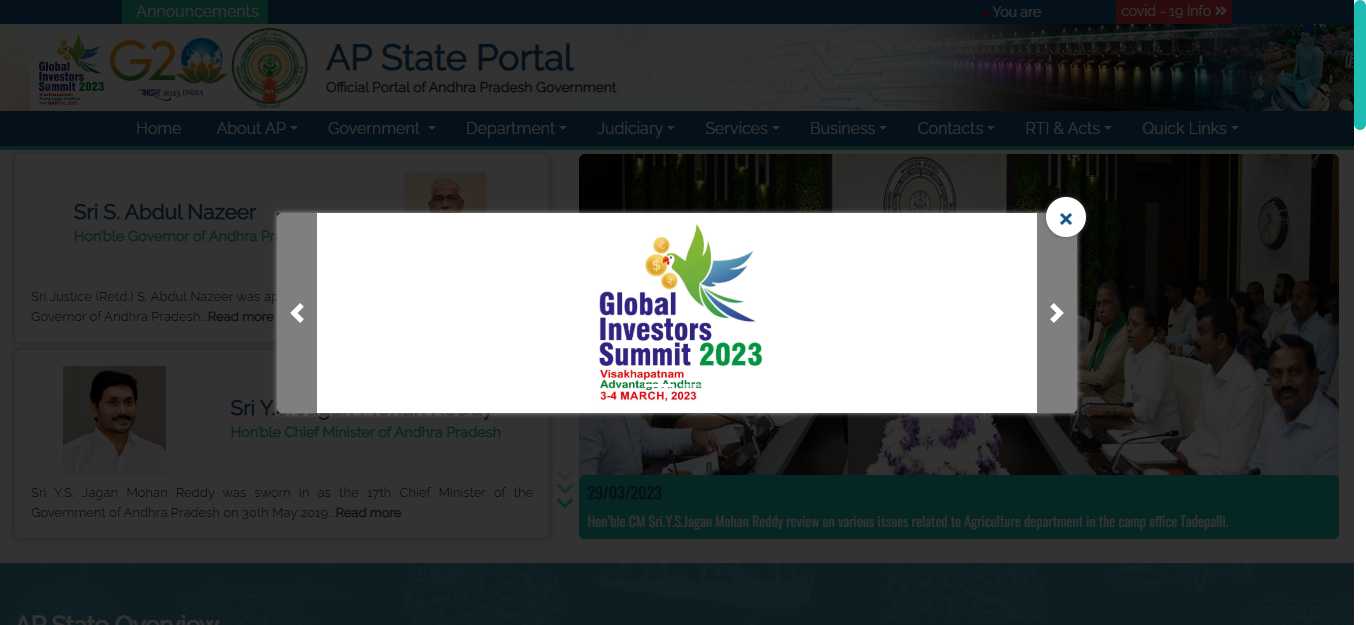 Announcements
You are
covid - 19 Info
Global
Investors
Summit 2023
G20
भारत 2023 INDIA
AP State Portal
Official Portal of Andhra Pradesh Government
Home About AP Government Department Judiciary Services Business Contacts RTI & Acts Quick Links
Sri S. Abdul Nazeer
Hon'ble Governor of Andhra Pr
Sri Justice (Retd.) S. Abdul Nazeer was ap
Governor of Andhra Pradesh...Read more
Global
Investors
Summit 2023
Visakhapatnam
Advantage Andhra
3-4 MARCH, 2023
Sri Y.
Hon'ble Chief Minister of Andhra Pradesh
Sri Y.S. Jagan Mohan Reddy was sworn in as the 17th Chief Minister of the
Government of Andhra Pradesh on 30th May 2019...Read more
29/03/2023
Hon'ble CM Sri.Y.S.Jagan Mohan Reddy review on various issues related to Agriculture department in the camp office Tadepalli.
AP State Overview